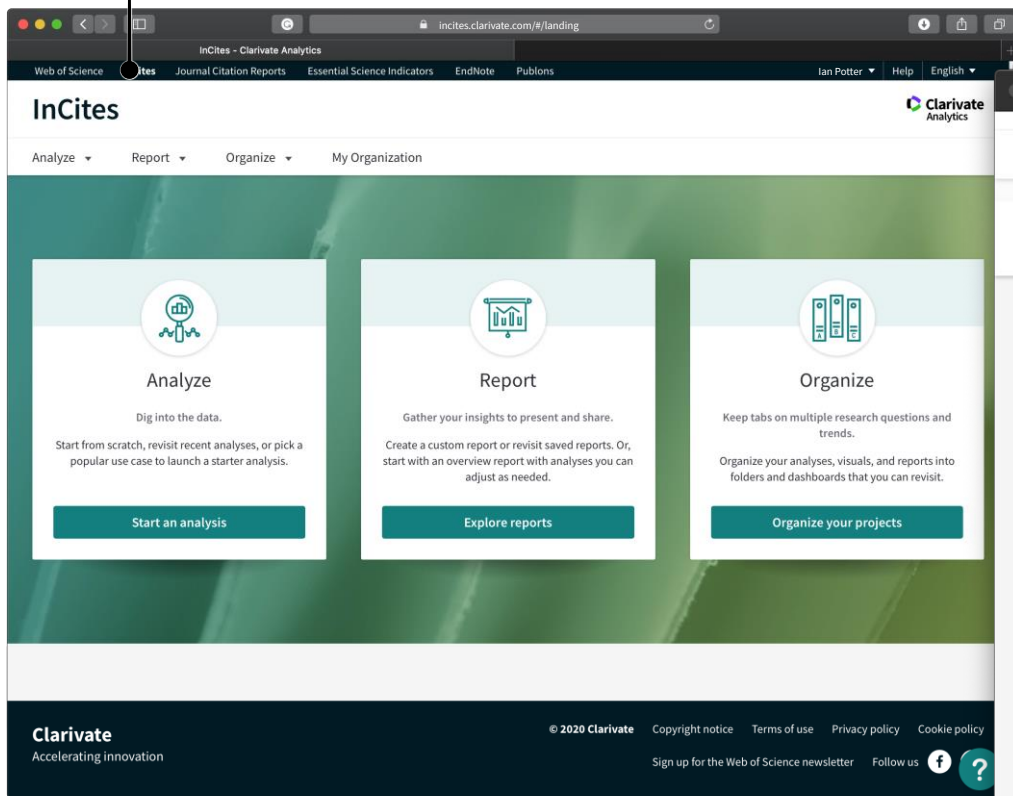 incites.clarivate.com/#/landing
InCites - Clarivate Analytics
Web of Science Journal Citation Reports Essential Science Indicators EndNote Publons Ian Potter Help English
InCites
Clarivate
Analytics
Analyze Report Organize My Organization
Analyze
Dig into the data.
Start from scratch, revisit recent analyses, or pick a
popular use case to launch a starter analysis.
Start an analysis
Report
Gather your insights to present and share.
Create a custom report or revisit saved reports. Or,
start with an overview report with analyses you can
adjust as needed.
Explore reports
Organize
Keep tabs on multiple research questions and
trends.
Organize your analyses, visuals, and reports into
folders and dashboards that you can revisit.
Organize your projects
A B C
Clarivate
Accelerating innovation
© 2020 Clarivate Copyright notice Terms of use Privacy policy Cookie policy
Sign up for the Web of Science newsletter Follow us f ?